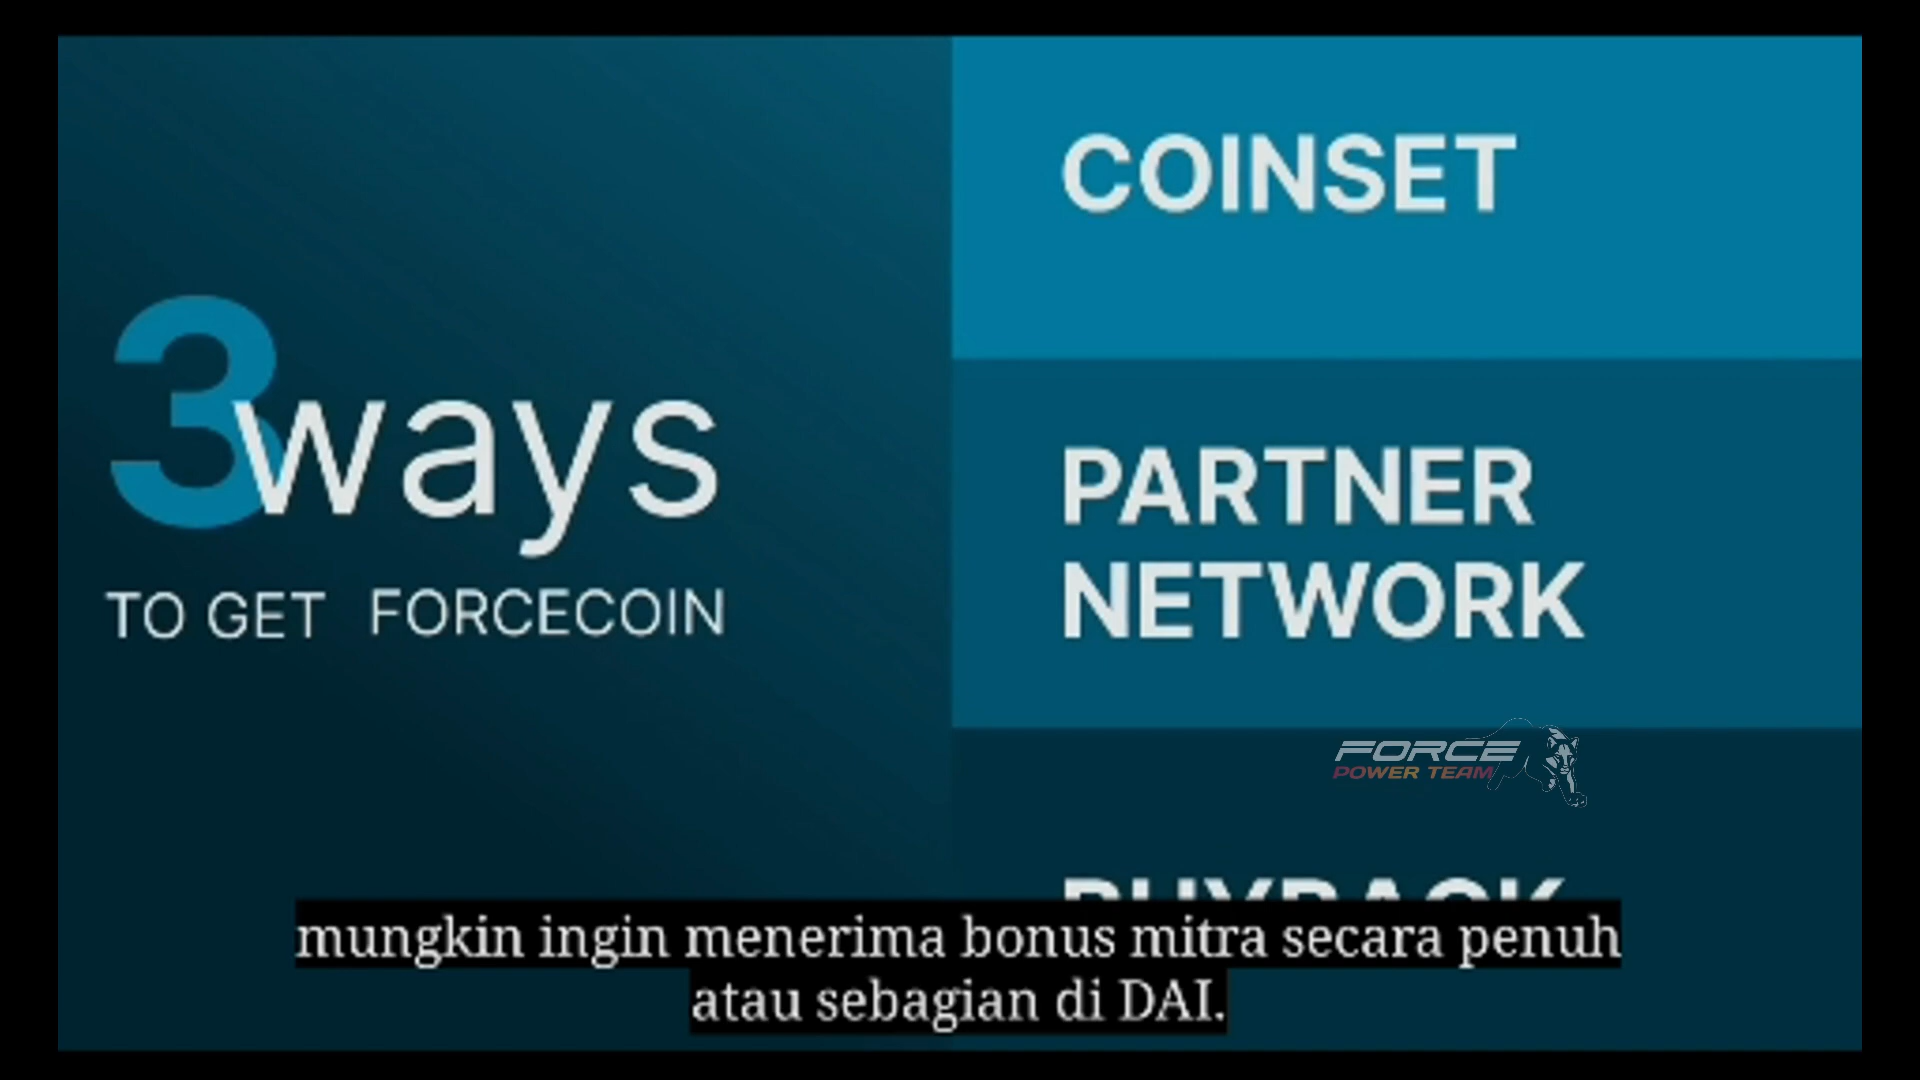 3 ways
TO GET FORCECOIN
COINSET
PARTNER
NETWORK
BUYBACK
FORCE
POWER TEAM
mungkin ingin menerima bonus mitra secara penuh
atau sebagian di DAI.